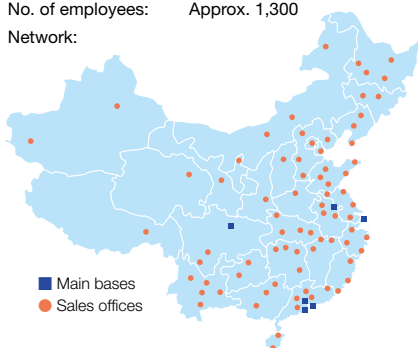 No. of employees: Approx. 1,300
Network:
Main bases
Sales offices